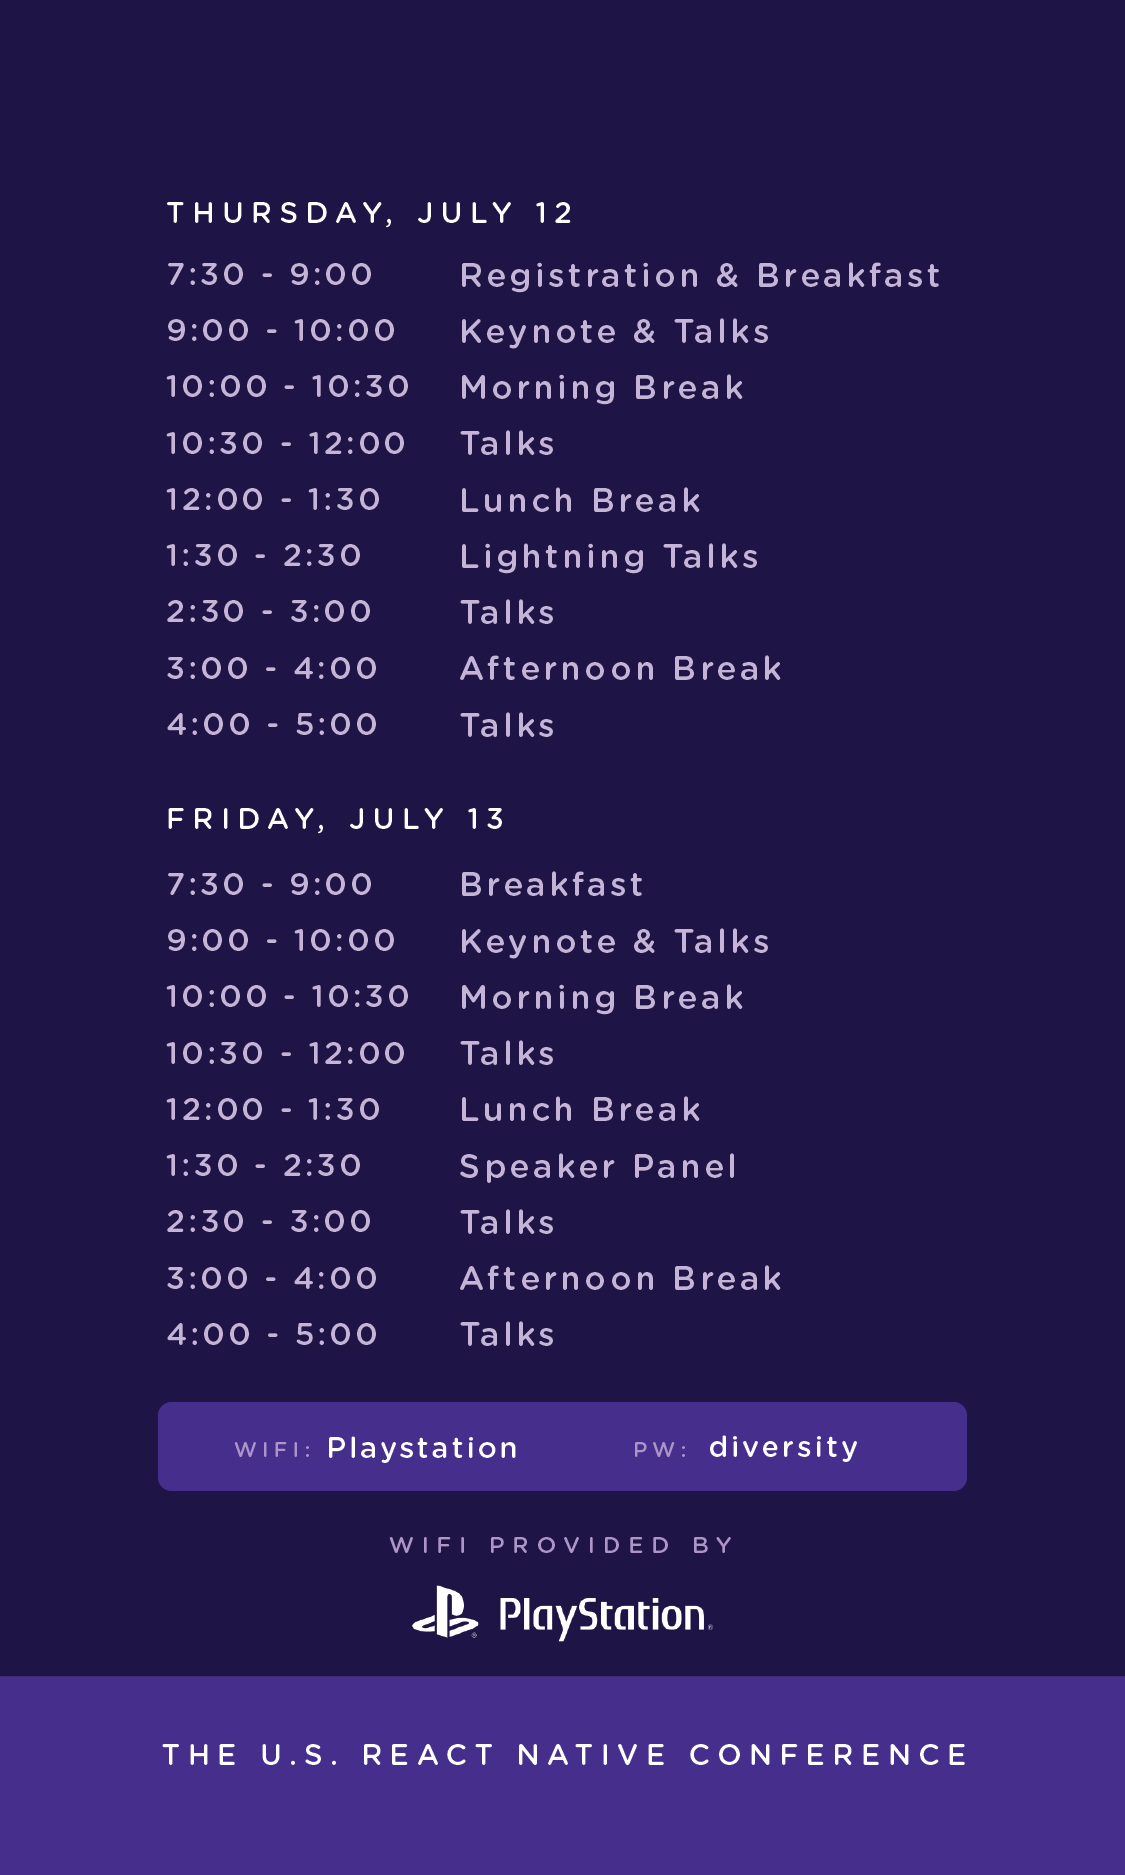 THURSDAY, JULY 12
7:30 - 9:00 Registration & Breakfast
9:00 - 10:00 Keynote & Talks
10:00 - 10:30 Morning Break
10:30 - 12:00 Talks
12:00 - 1:30 Lunch Break
1:30 - 2:30 Lightning Talks
2:30 - 3:00 Talks
3:00 - 4:00 Afternoon Break
4:00 - 5:00 Talks
FRIDAY, JULY 13
7:30 - 9:00 Breakfast
9:00 - 10:00 Keynote & Talks
10:00 - 10:30 Morning Break
10:30 - 12:00 Talks
12:00 - 1:30 Lunch Break
1:30 - 2:30 Speaker Panel
2:30 - 3:00 Talks
3:00 - 4:00 Afternoon Break
4:00 - 5:00 Talks
WIFI: Playstation PW: diversity
WIFI PROVIDED BY
PlayStation®
THE U.S. REACT NATIVE CONFERENCE